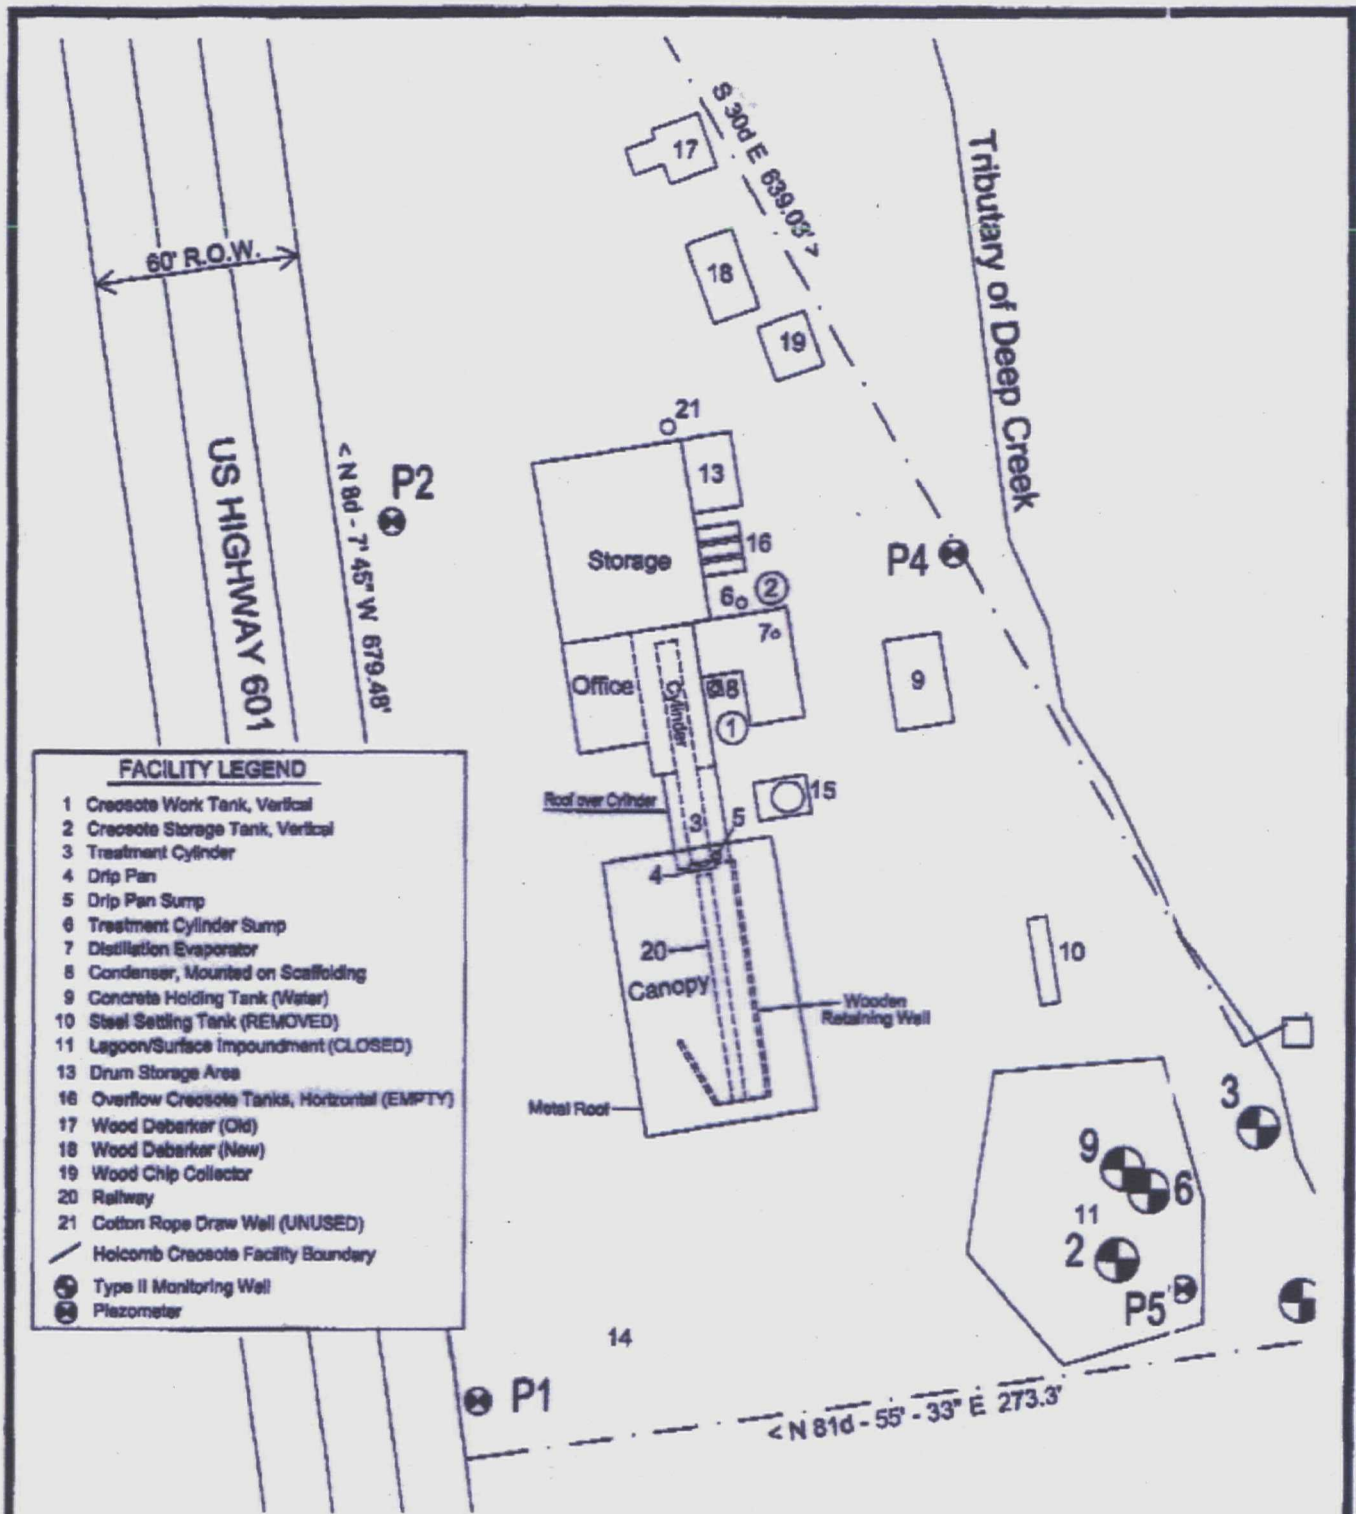 S 30d E 639.03' >
17
Tributary of Deep Creek
60' R.O.W.
18
19
US HIGHWAY 601
< N 8d - 7' 45" W 679.48'
P2
21
13
Storage
16
P4
6
2
7
Office
Cylinder
8
9
1
Roof over Cylinder
3
5
15
4
20
Canopy
10
Wooden
Retaining Wall
Metal Roof
3
9
6
11
2
P5
14
P1
< N 81d - 55' - 33" E 273.3'
FACILITY LEGEND
1 Creosote Work Tank, Vertical
2 Creosote Storage Tank, Vertical
3 Treatment Cylinder
4 Drip Pan
5 Drip Pan Sump
6 Treatment Cylinder Sump
7 Distillation Evaporator
8 Condenser, Mounted on Scaffolding
9 Concrete Holding Tank (Water)
10 Steel Settling Tank (REMOVED)
11 Lagoon/Surface Impoundment (CLOSED)
13 Drum Storage Area
16 Overflow Creosote Tanks, Horizontal (EMPTY)
17 Wood Debarker (Old)
18 Wood Debarker (New)
19 Wood Chip Collector
20 Railway
21 Cotton Rope Draw Well (UNUSED)
Holcomb Creosote Facility Boundary
Type II Monitoring Well
Piezometer